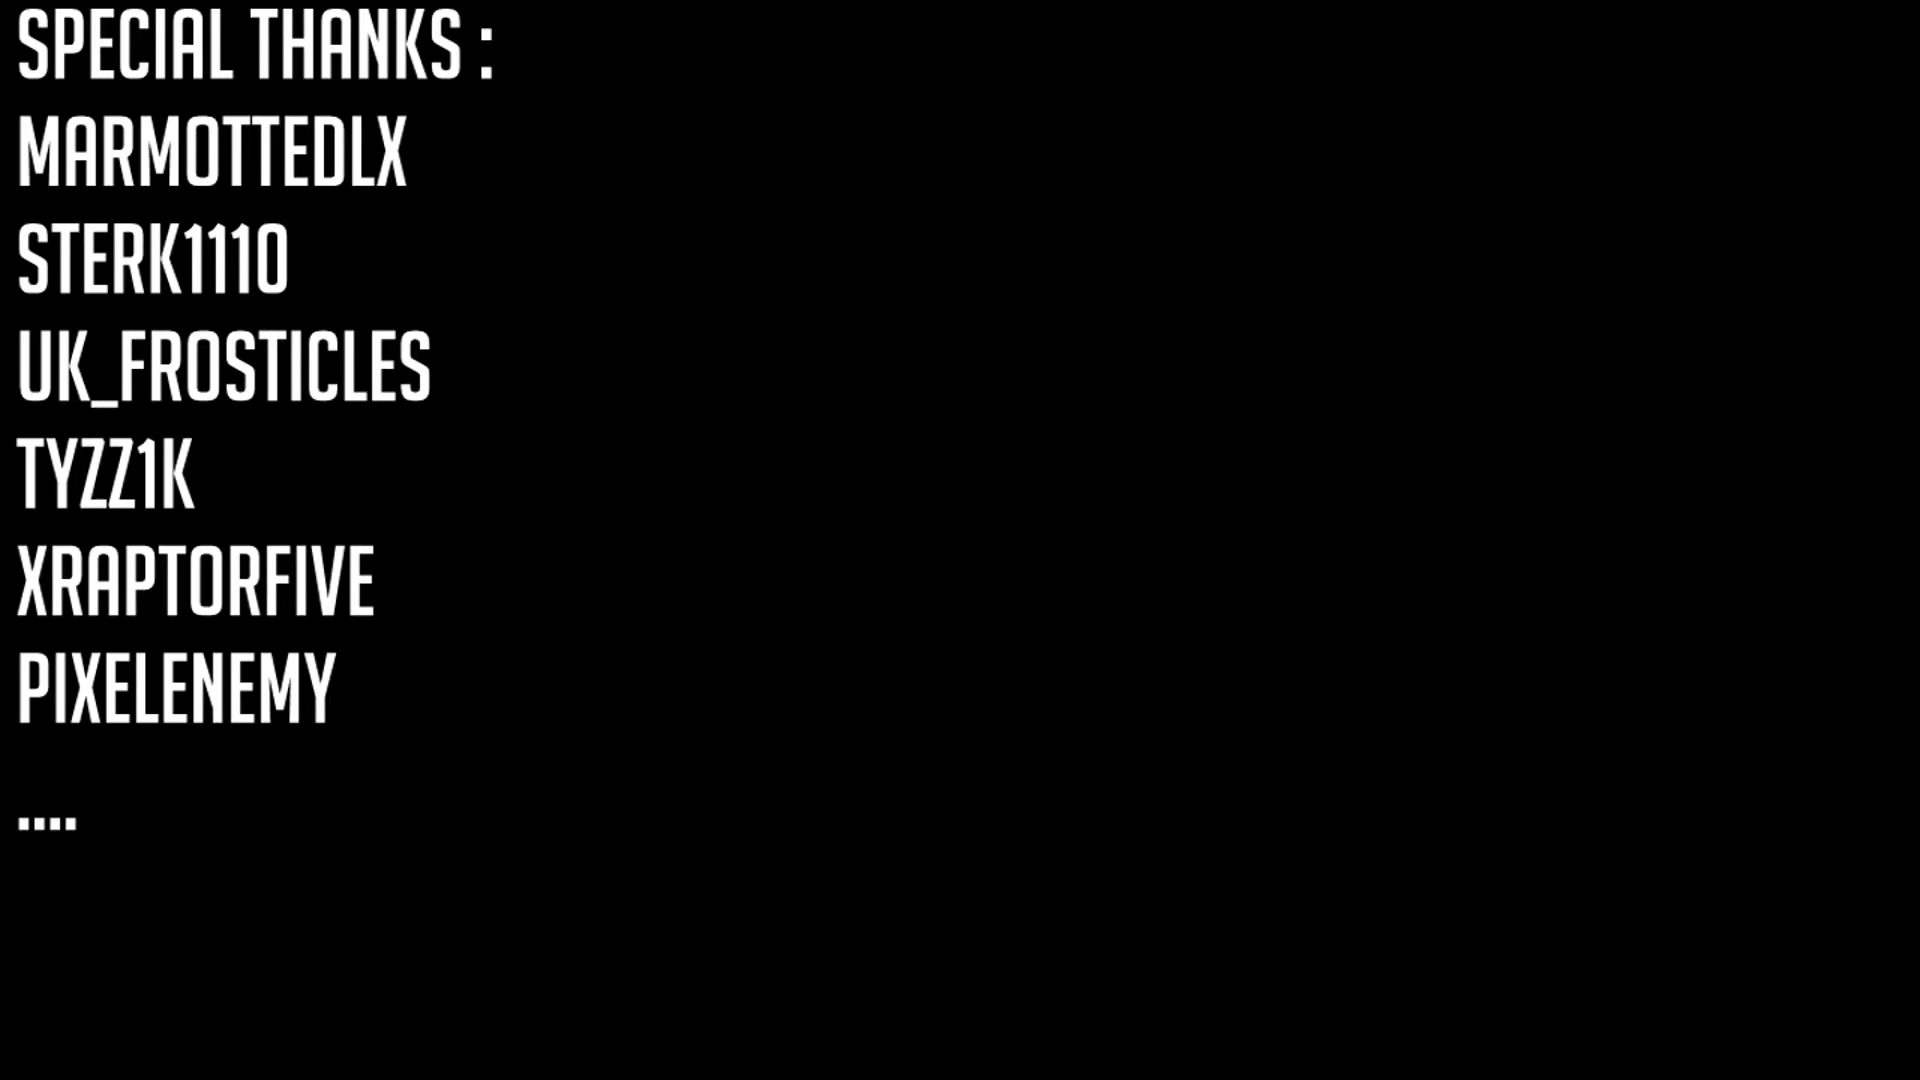 SPECIAL THANKS :
MARMOTTEDLX
STERK1110
UK_FROSTICLES
TYZZ1K
XRAPTORFIVE
PIXELENEMY
....